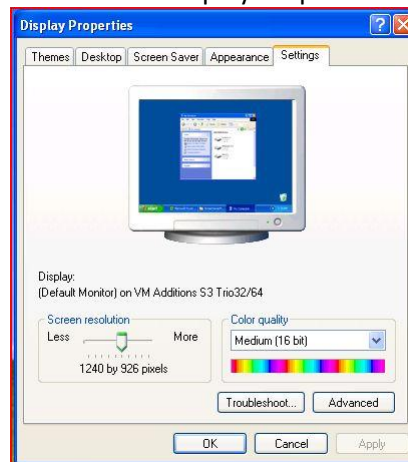 Display Properties
Themes Desktop Screen Saver Appearance Settings
Display:
(Default Monitor) on VM Additions S3 Trio32/64
Screen resolution
Less More
1240 by 926 pixels
Color quality
Medium (16 bit)
Troubleshoot... Advanced
OK Cancel Apply